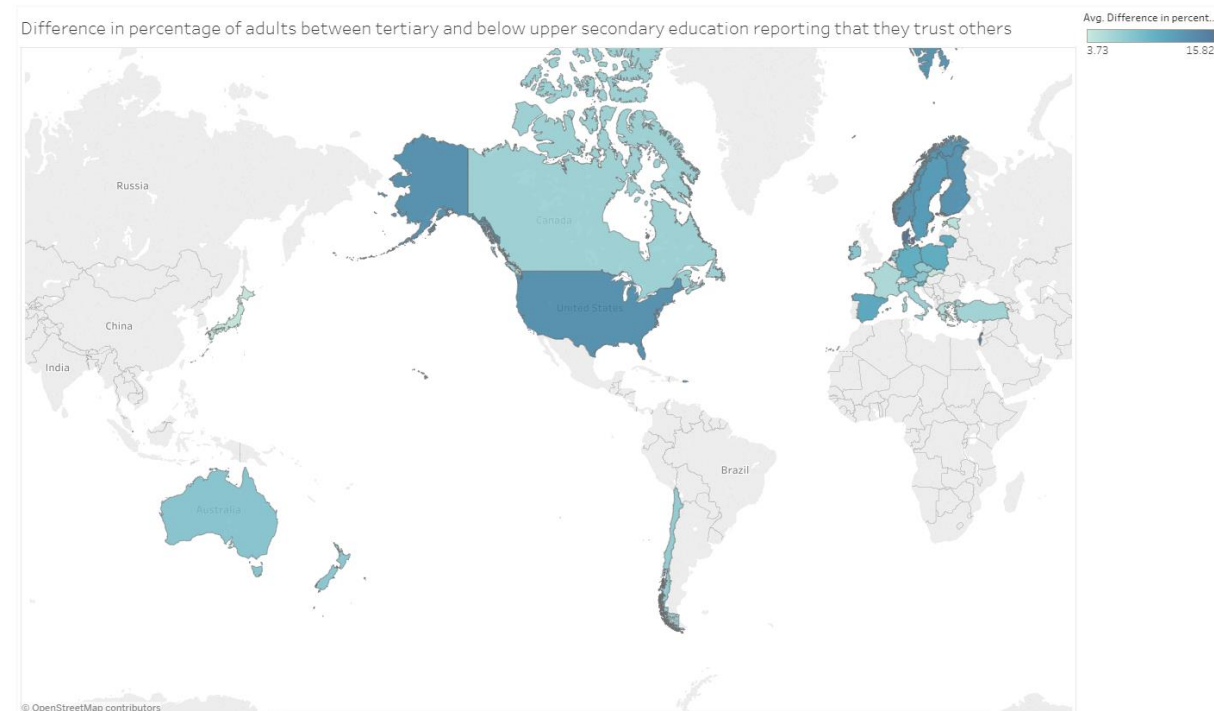 Difference in percentage of adults between tertiary and below upper secondary education reporting that they trust others
Avg. Difference in percent..
3.73 15.82
Russia
Canada
United States
China
India
Brazil
Australia
© OpenStreetMap contributors